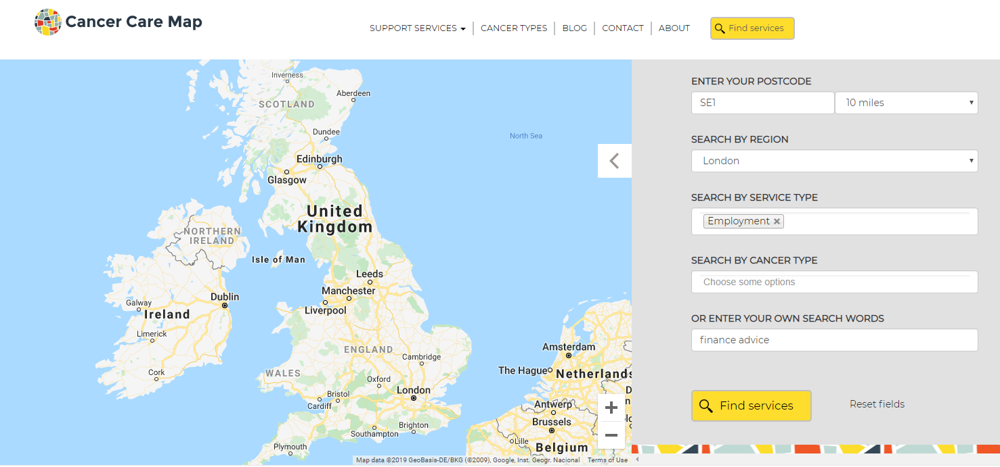 Cancer Care Map
SUPPORT SERVICES
CANCER TYPES
BLOG
CONTACT
ABOUT
Find services
Inverness
Aberdeen
SCOTLAND
Dundee
North Sea
Edinburgh
Glasgow
United
Kingdom
NORTHERN
IRELAND
Isle of Man
Leeds
Manchester
Dublin
Galway
Liverpool
Ireland
Limerick
Amsterdam
ENGLAND
Cambridge
Cork
WALES
The Hague
Netherlands
Oxford
London
Bristol
Cardiff
Antwerp
Brussels
Brighton
Southampton
Lille
Plymouth
Belgium
Map data ©2019 GeoBasis-DE/BKG (©2009), Google, Inst. Geogr. Nacional
Terms of Use
ENTER YOUR POSTCODE
SE1
10 miles
SEARCH BY REGION
London
SEARCH BY SERVICE TYPE
Employment
SEARCH BY CANCER TYPE
Choose some options
OR ENTER YOUR OWN SEARCH WORDS
finance advice
Find services
Reset fields